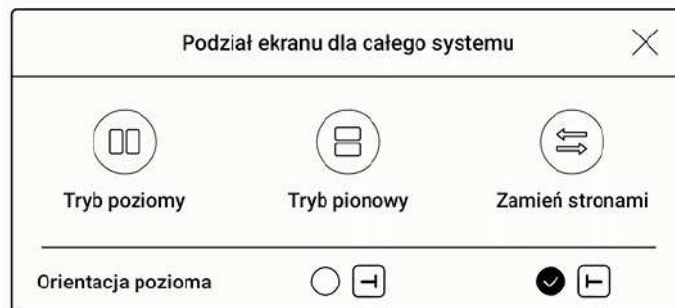 Podział ekranu dla całego systemu
Tryb poziomy Tryb pionowy Zamień stronami
Orientacja pozioma